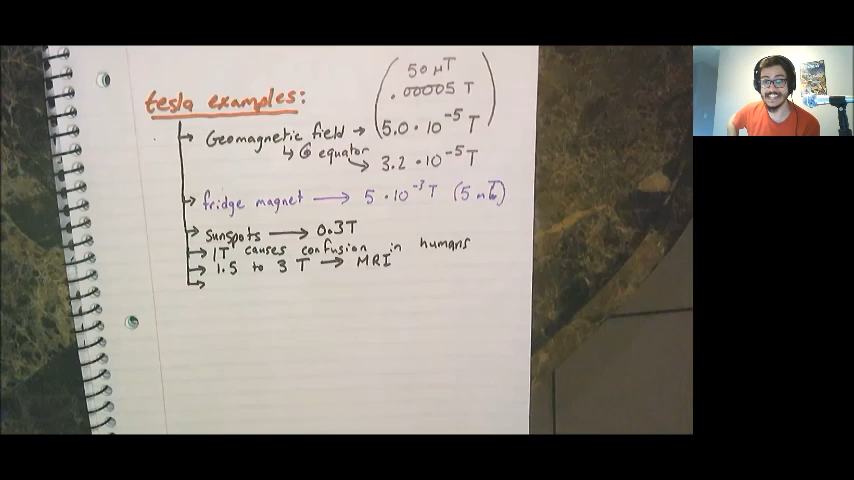 50 μT
.00005 T
tesla examples:
Geomagnetic field → 5.0 · 10⁻⁵ T
↳ @ equator → 3.2 · 10⁻⁵ T
fridge magnet → 5 · 10⁻³ T (5 mT)
sunspots → 0.3T
1T causes confusion in humans
1.5 to 3 T → MRI